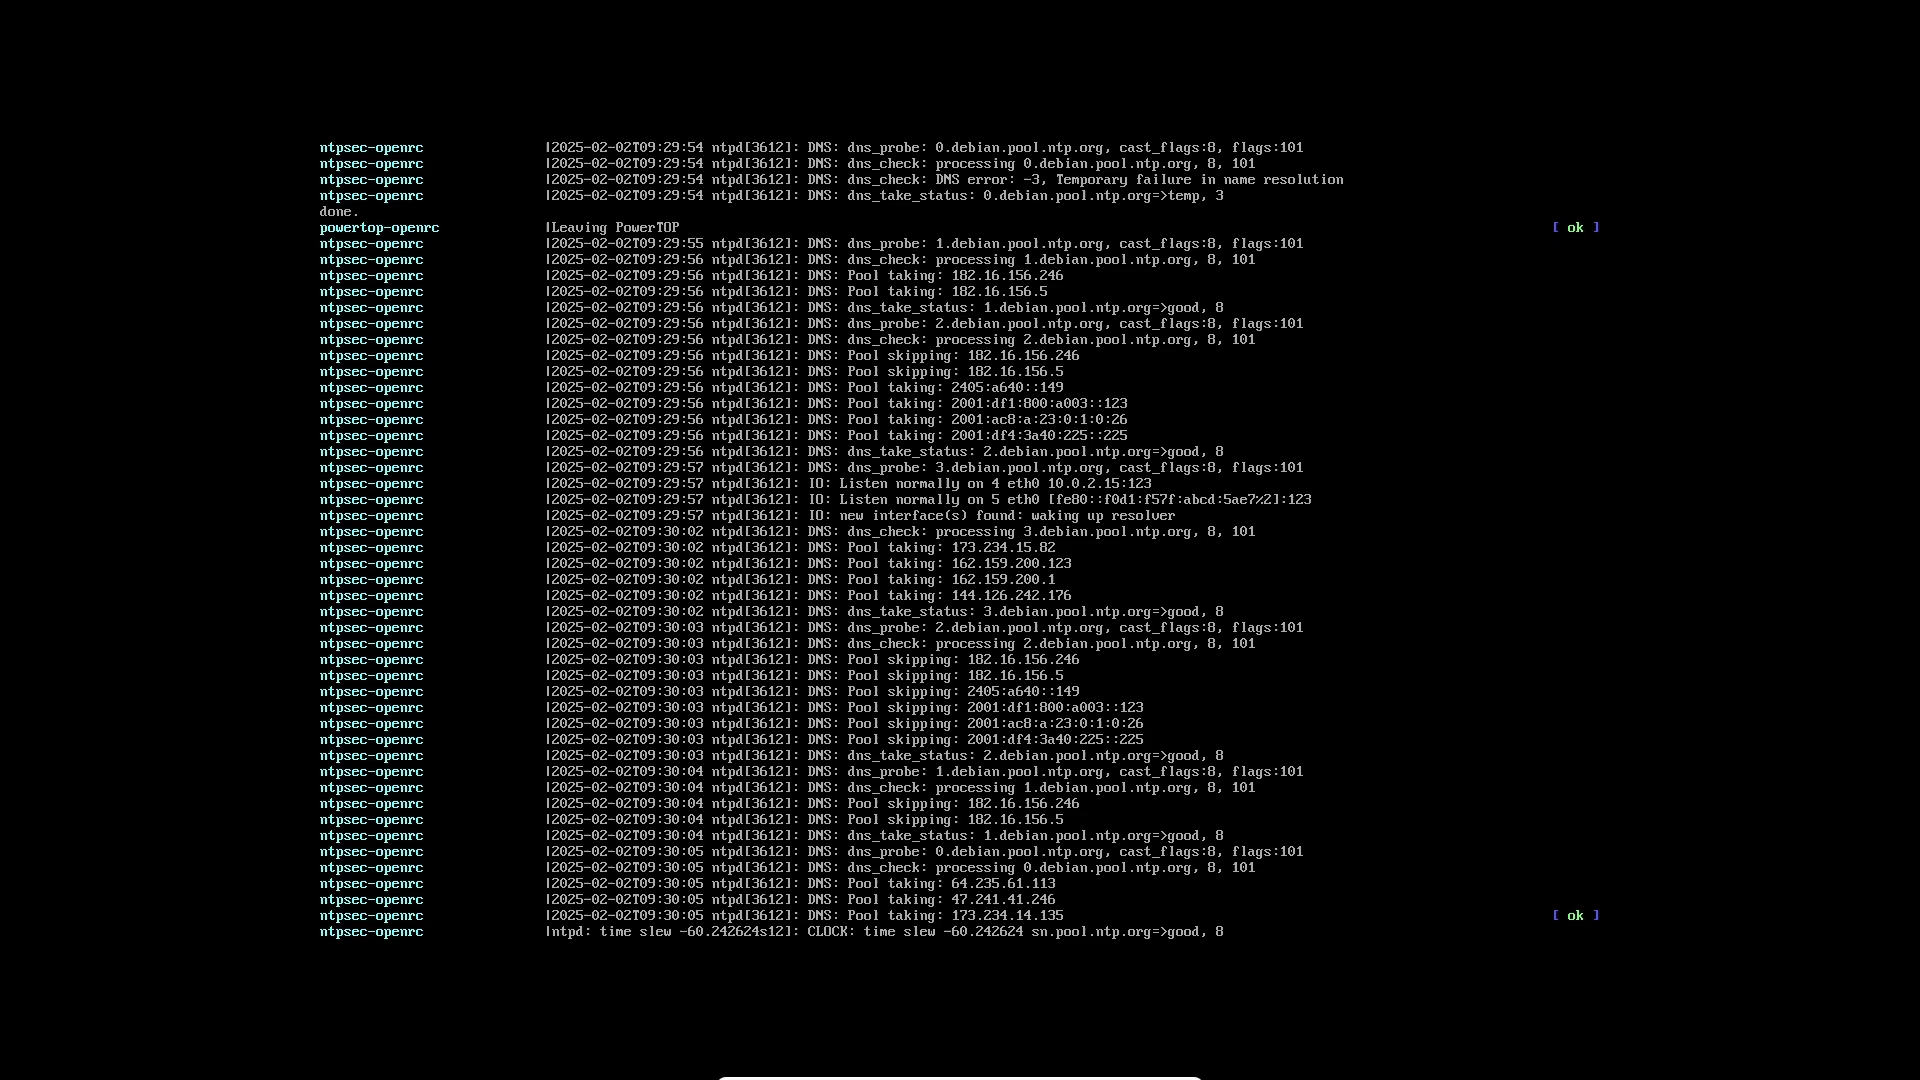 ntpsec-openrc |2025-02-02T09:29:54 ntpd[3612]: DNS: dns_probe: 0.debian.pool.ntp.org, cast_flags:8, flags:101
ntpsec-openrc |2025-02-02T09:29:54 ntpd[3612]: DNS: dns_check: processing 0.debian.pool.ntp.org, 8, 101
ntpsec-openrc |2025-02-02T09:29:54 ntpd[3612]: DNS: dns_check: DNS error: -3, Temporary failure in name resolution
ntpsec-openrc |2025-02-02T09:29:54 ntpd[3612]: DNS: dns_take_status: 0.debian.pool.ntp.org=>temp, 3
done.
powertop-openrc |Leaving PowerTOP [ ok ]
ntpsec-openrc |2025-02-02T09:29:55 ntpd[3612]: DNS: dns_probe: 1.debian.pool.ntp.org, cast_flags:8, flags:101
ntpsec-openrc |2025-02-02T09:29:56 ntpd[3612]: DNS: dns_check: processing 1.debian.pool.ntp.org, 8, 101
ntpsec-openrc |2025-02-02T09:29:56 ntpd[3612]: DNS: Pool taking: 182.16.156.246
ntpsec-openrc |2025-02-02T09:29:56 ntpd[3612]: DNS: Pool taking: 182.16.156.5
ntpsec-openrc |2025-02-02T09:29:56 ntpd[3612]: DNS: dns_take_status: 1.debian.pool.ntp.org=>good, 8
ntpsec-openrc |2025-02-02T09:29:56 ntpd[3612]: DNS: dns_probe: 2.debian.pool.ntp.org, cast_flags:8, flags:101
ntpsec-openrc |2025-02-02T09:29:56 ntpd[3612]: DNS: dns_check: processing 2.debian.pool.ntp.org, 8, 101
ntpsec-openrc |2025-02-02T09:29:56 ntpd[3612]: DNS: Pool skipping: 182.16.156.246
ntpsec-openrc |2025-02-02T09:29:56 ntpd[3612]: DNS: Pool skipping: 182.16.156.5
ntpsec-openrc |2025-02-02T09:29:56 ntpd[3612]: DNS: Pool taking: 2405:a640::149
ntpsec-openrc |2025-02-02T09:29:56 ntpd[3612]: DNS: Pool taking: 2001:df1:800:a003::123
ntpsec-openrc |2025-02-02T09:29:56 ntpd[3612]: DNS: Pool taking: 2001:ac8:a:23:0:1:0:26
ntpsec-openrc |2025-02-02T09:29:56 ntpd[3612]: DNS: Pool taking: 2001:df4:3a40:225::225
ntpsec-openrc |2025-02-02T09:29:56 ntpd[3612]: DNS: dns_take_status: 2.debian.pool.ntp.org=>good, 8
ntpsec-openrc |2025-02-02T09:29:57 ntpd[3612]: DNS: dns_probe: 3.debian.pool.ntp.org, cast_flags:8, flags:101
ntpsec-openrc |2025-02-02T09:29:57 ntpd[3612]: IO: Listen normally on 4 eth0 10.0.2.15:123
ntpsec-openrc |2025-02-02T09:29:57 ntpd[3612]: IO: Listen normally on 5 eth0 [fe80::f0d1:f57f:abcd:5ae7%2]:123
ntpsec-openrc |2025-02-02T09:29:57 ntpd[3612]: IO: new interface(s) found: waking up resolver
ntpsec-openrc |2025-02-02T09:30:02 ntpd[3612]: DNS: dns_check: processing 3.debian.pool.ntp.org, 8, 101
ntpsec-openrc |2025-02-02T09:30:02 ntpd[3612]: DNS: Pool taking: 173.234.15.82
ntpsec-openrc |2025-02-02T09:30:02 ntpd[3612]: DNS: Pool taking: 162.159.200.123
ntpsec-openrc |2025-02-02T09:30:02 ntpd[3612]: DNS: Pool taking: 162.159.200.1
ntpsec-openrc |2025-02-02T09:30:02 ntpd[3612]: DNS: Pool taking: 144.126.242.176
ntpsec-openrc |2025-02-02T09:30:02 ntpd[3612]: DNS: dns_take_status: 3.debian.pool.ntp.org=>good, 8
ntpsec-openrc |2025-02-02T09:30:03 ntpd[3612]: DNS: dns_probe: 2.debian.pool.ntp.org, cast_flags:8, flags:101
ntpsec-openrc |2025-02-02T09:30:03 ntpd[3612]: DNS: dns_check: processing 2.debian.pool.ntp.org, 8, 101
ntpsec-openrc |2025-02-02T09:30:03 ntpd[3612]: DNS: Pool skipping: 182.16.156.246
ntpsec-openrc |2025-02-02T09:30:03 ntpd[3612]: DNS: Pool skipping: 182.16.156.5
ntpsec-openrc |2025-02-02T09:30:03 ntpd[3612]: DNS: Pool skipping: 2405:a640::149
ntpsec-openrc |2025-02-02T09:30:03 ntpd[3612]: DNS: Pool skipping: 2001:df1:800:a003::123
ntpsec-openrc |2025-02-02T09:30:03 ntpd[3612]: DNS: Pool skipping: 2001:ac8:a:23:0:1:0:26
ntpsec-openrc |2025-02-02T09:30:03 ntpd[3612]: DNS: Pool skipping: 2001:df4:3a40:225::225
ntpsec-openrc |2025-02-02T09:30:03 ntpd[3612]: DNS: dns_take_status: 2.debian.pool.ntp.org=>good, 8
ntpsec-openrc |2025-02-02T09:30:04 ntpd[3612]: DNS: dns_probe: 1.debian.pool.ntp.org, cast_flags:8, flags:101
ntpsec-openrc |2025-02-02T09:30:04 ntpd[3612]: DNS: dns_check: processing 1.debian.pool.ntp.org, 8, 101
ntpsec-openrc |2025-02-02T09:30:04 ntpd[3612]: DNS: Pool skipping: 182.16.156.246
ntpsec-openrc |2025-02-02T09:30:04 ntpd[3612]: DNS: Pool skipping: 182.16.156.5
ntpsec-openrc |2025-02-02T09:30:04 ntpd[3612]: DNS: dns_take_status: 1.debian.pool.ntp.org=>good, 8
ntpsec-openrc |2025-02-02T09:30:05 ntpd[3612]: DNS: dns_probe: 0.debian.pool.ntp.org, cast_flags:8, flags:101
ntpsec-openrc |2025-02-02T09:30:05 ntpd[3612]: DNS: dns_check: processing 0.debian.pool.ntp.org, 8, 101
ntpsec-openrc |2025-02-02T09:30:05 ntpd[3612]: DNS: Pool taking: 64.235.61.113
ntpsec-openrc |2025-02-02T09:30:05 ntpd[3612]: DNS: Pool taking: 47.241.41.246
ntpsec-openrc |2025-02-02T09:30:05 ntpd[3612]: DNS: Pool taking: 173.234.14.135 [ ok ]
ntpsec-openrc |ntpd: time slew -60.242624s12]: CLOCK: time slew -60.242624 sn.pool.ntp.org=>good, 8